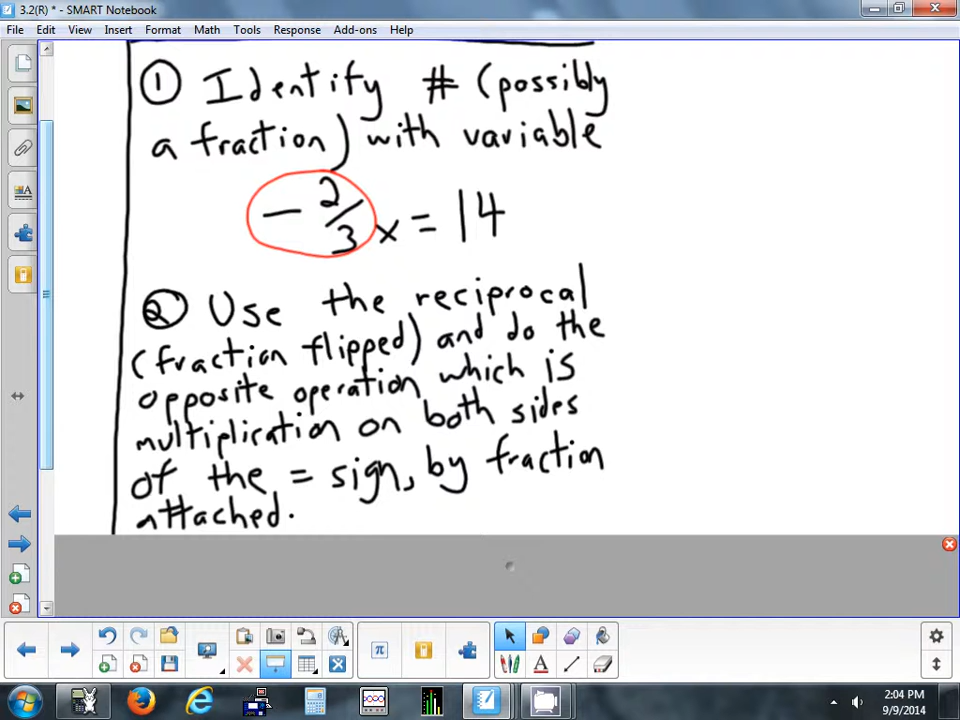 3.2(R) * - SMART Notebook
File Edit View Insert Format Math Tools Response Add-ons Help
① Identify # (possibly
a fraction) with variable
- 2/3 x = 14
② Use the reciprocal
(fraction flipped) and do the
opposite operation which is
multiplication on both sides
of the = sign, by fraction
attached.
2:04 PM
9/9/2014